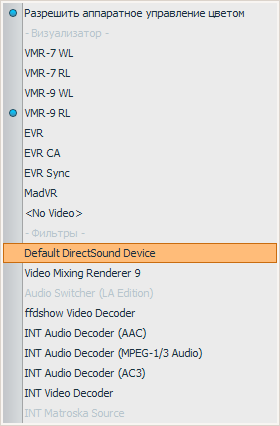 Разрешить аппаратное управление цветом
- Визуализатор -
VMR-7 WL
VMR-7 RL
VMR-9 WL
VMR-9 RL
EVR
EVR CA
EVR Sync
MadVR
<No Video>
- Фильтры -
Default DirectSound Device
Video Mixing Renderer 9
Audio Switcher (LA Edition)
ffdshow Video Decoder
INT Audio Decoder (AAC)
INT Audio Decoder (MPEG-1/3 Audio)
INT Audio Decoder (AC3)
INT Video Decoder
INT Matroska Source